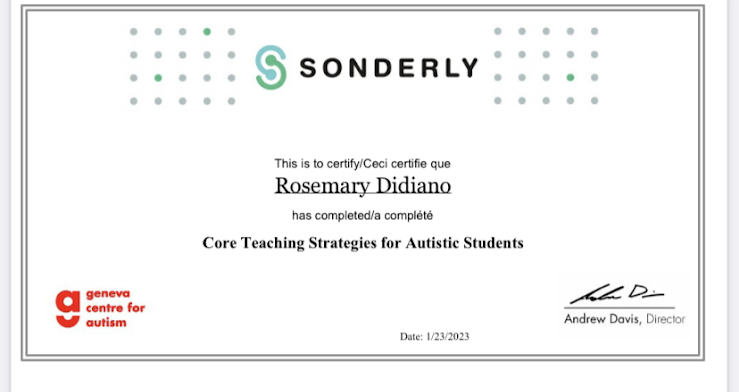 SONDERLY
This is to certify/Ceci certifie que
Rosemary Didiano
has completed/a complété
Core Teaching Strategies for Autistic Students
geneva
centre for
autism
Andrew Davis, Director
Date: 1/23/2023